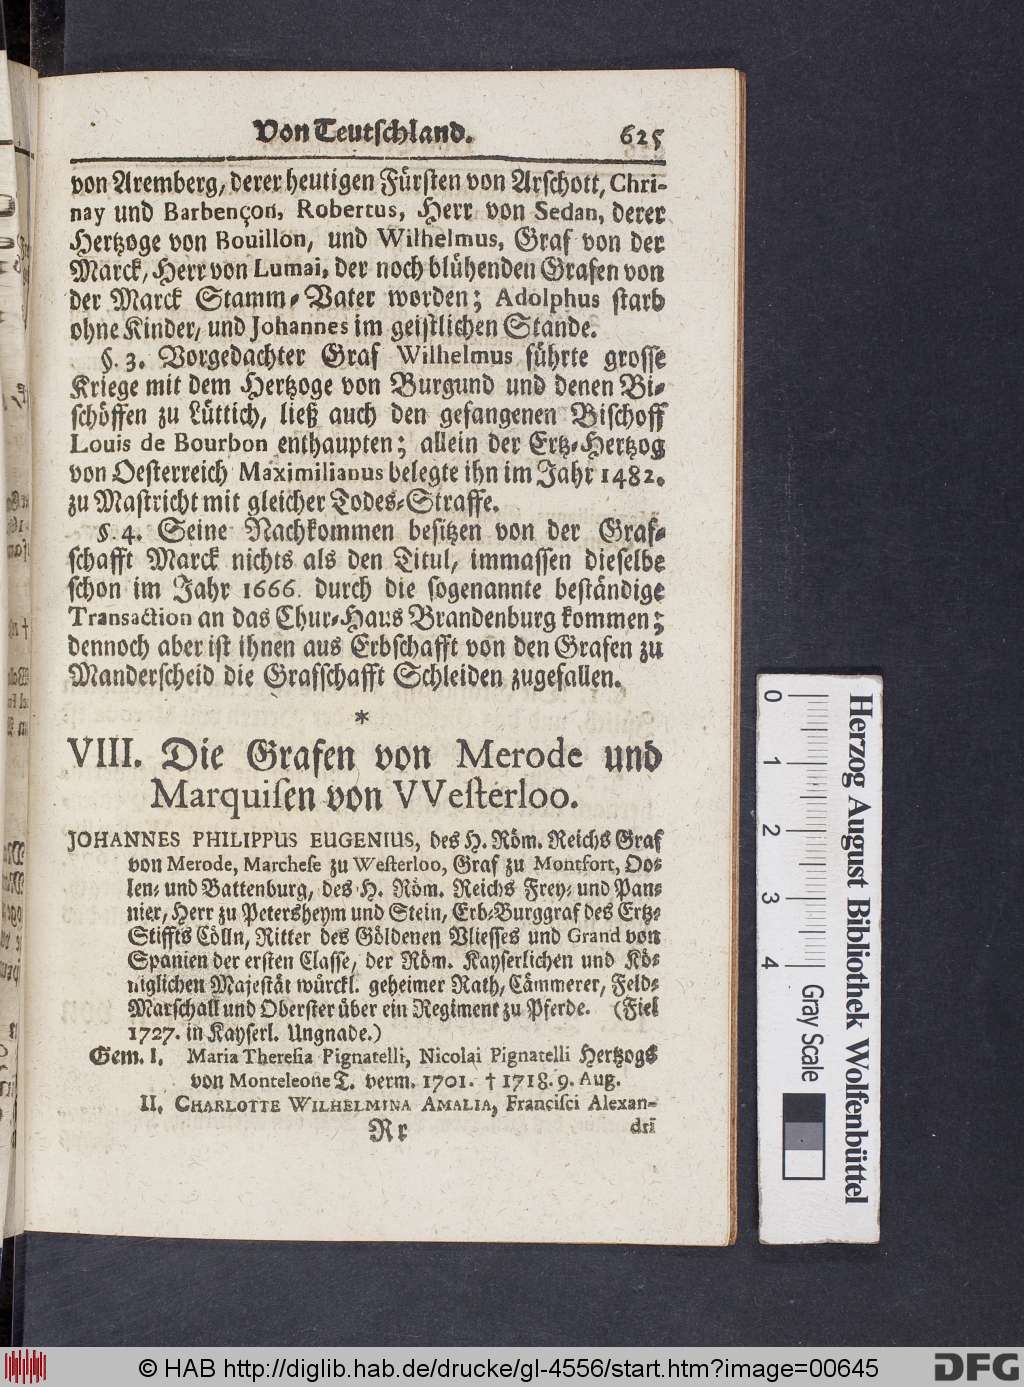 Von Teutschland. 625
von Aremberg, derer heutigen Fürsten von Arschott, Chri-
nay und Barbençon, Robertus, Herr von Sedan, derer
Hertzoge von Bouillon, und Wilhelmus, Graf von der
Marck, Herr von Lumai, der noch blühenden Grafen von
der Marck Stamm-Vater worden; Adolphus starb
ohne Kinder, und Johannes im geistlichen Stande.
§. 3. Vorgedachter Graf Wilhelmus führte grosse
Kriege mit dem Hertzoge von Burgund und denen Bi-
schöffen zu Lüttich, ließ auch den gefangenen Bischoff
Louis de Bourbon enthaupten; allein der Ertz-Hertzog
von Oesterreich Maximilianus belegte ihn im Jahr 1482.
zu Mastricht mit gleicher Todes-Straffe.
§. 4. Seine Nachkommen besitzen von der Graf-
schafft Marck nichts als den Titul, immassen dieselbe
schon im Jahr 1666. durch die sogenannte beständige
Transaction an das Chur-Haus Brandenburg kommen;
dennoch aber ist ihnen aus Erbschafft von den Grafen zu
Manderscheid die Grafschafft Schleiden zugefallen.
*
VIII. Die Grafen von Merode und
Marquisen von VVesterloo.
JOHANNES PHILIPPUS EUGENIUS, des H. Röm. Reichs Graf
von Merode, Marchese zu Westerloo, Graf zu Montfort, Oo-
len- und Battenburg, des H. Röm. Reichs Frey- und Pan-
nier, Herr zu Petersheym und Stein, Erb-Burggraf des Ertz-
Stiffts Cölln, Ritter des Göldenen Vliesses und Grand von
Spanien der ersten Classe, der Röm. Kayserlichen und Kö-
niglichen Majestät würckl. geheimer Rath, Cämmerer, Feld-
Marschall und Oberster über ein Regiment zu Pferde. (Fiel
1727. in Kayserl. Ungnade.)
Gem. I. Maria Theresia Pignatelli, Nicolai Pignatelli Hertzogs
von Monteleone T. verm. 1701. † 1718. 9. Aug.
II. CHARLOTTE WILHELMINA AMALIA, Francisci Alexan-
Rr dri
0 1 2 3 4
Gray Scale
Herzog August Bibliothek Wolfenbüttel
© HAB http://diglib.hab.de/drucke/gl-4556/start.htm?image=00645
DFG